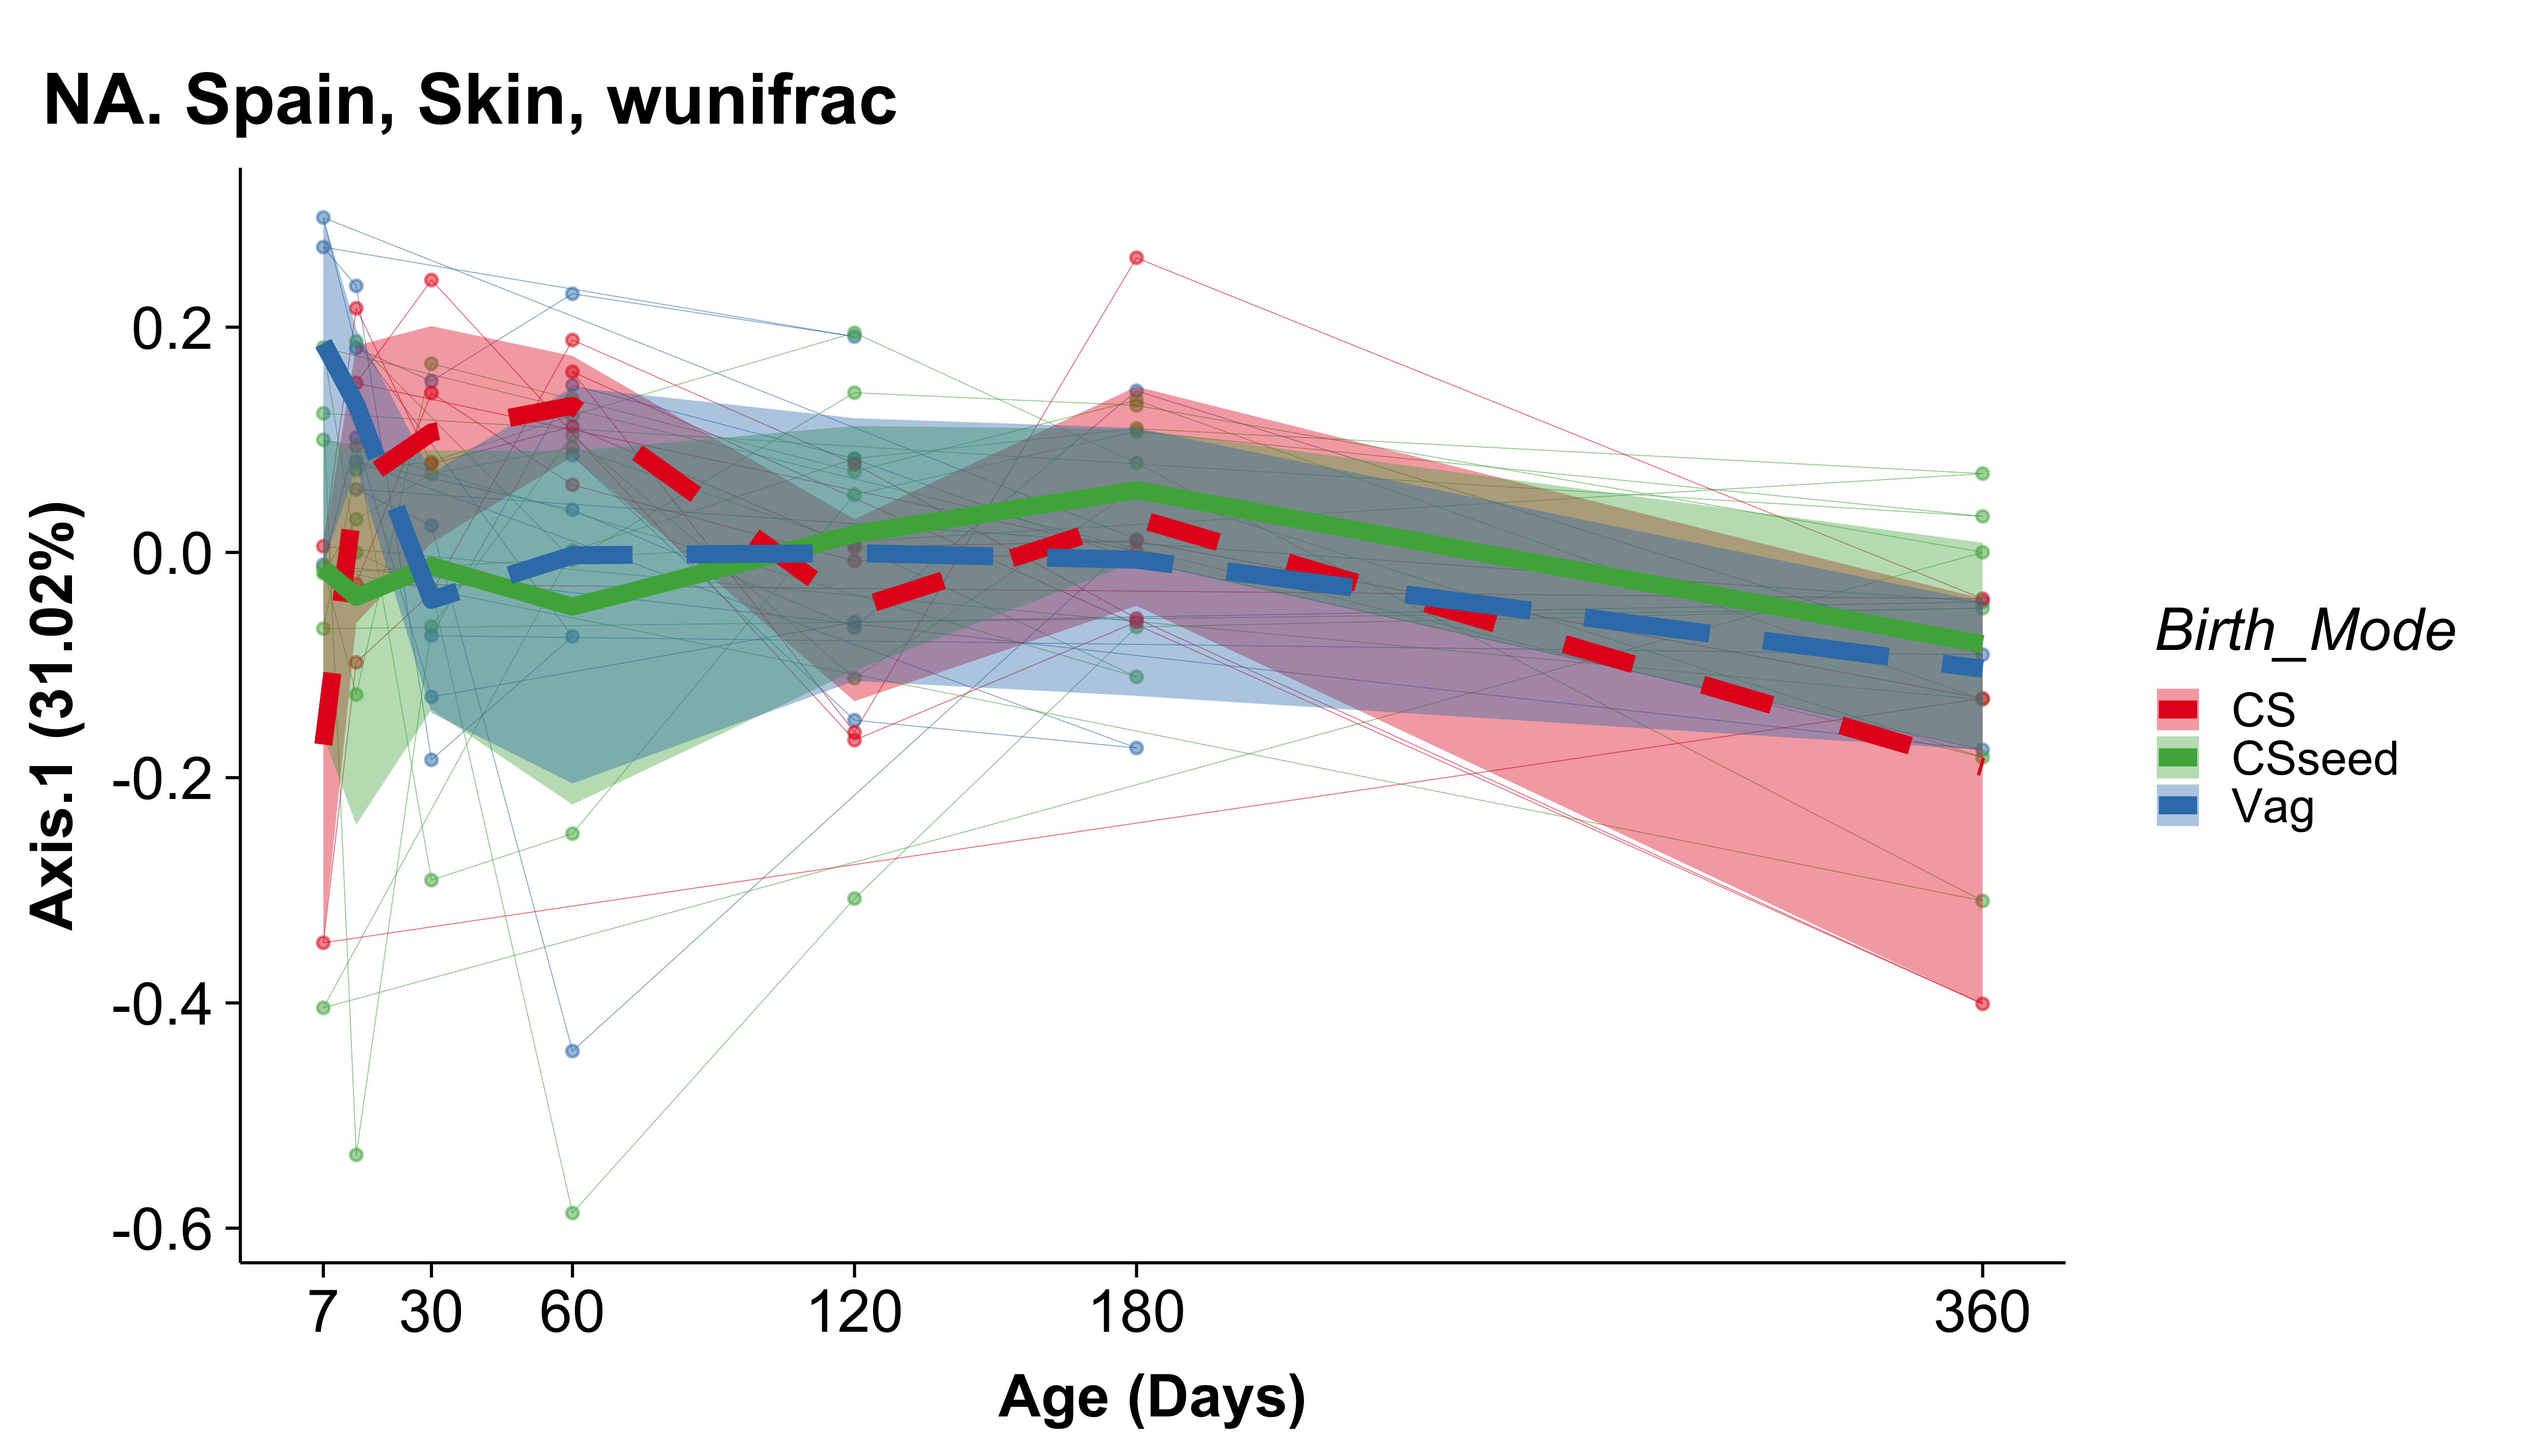 NA. Spain, Skin, wunifrac
Axis.1 (31.02%)
0.2
0.0
-0.2
-0.4
-0.6
7 30 60 120 180 360
Age (Days)
Birth_Mode
CS
CSseed
Vag